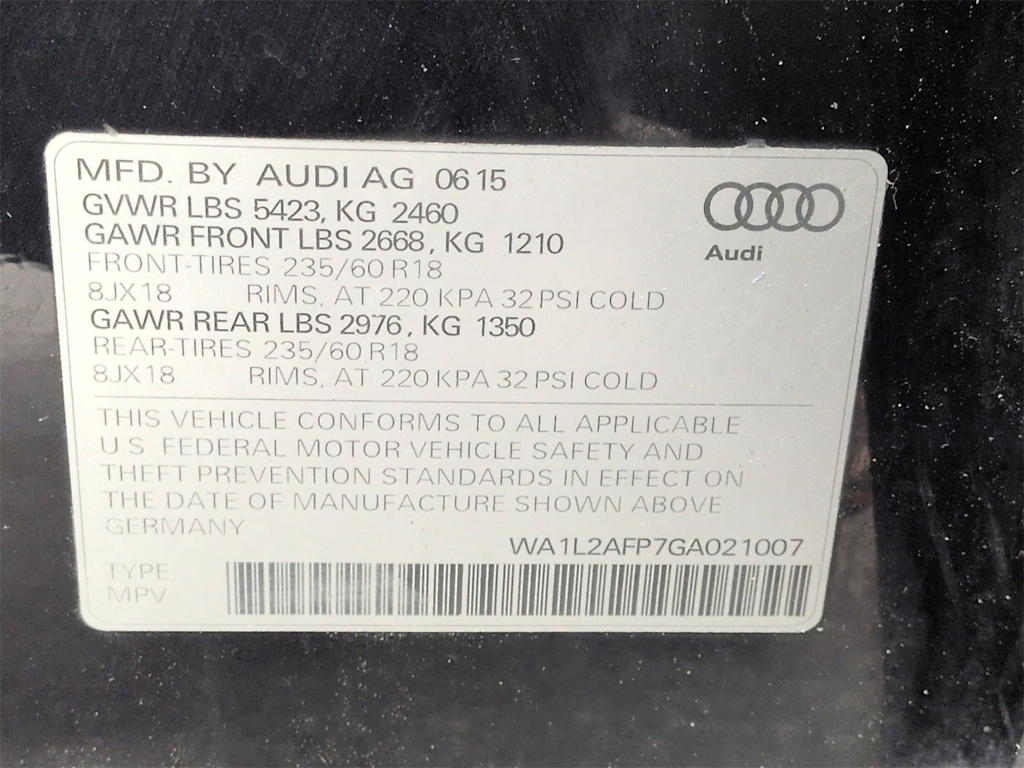 MFD. BY AUDI AG 06 15
GVWR LBS 5423, KG 2460
GAWR FRONT LBS 2668, KG 1210
FRONT-TIRES 235/60 R18
8JX18 RIMS, AT 220 KPA 32 PSI COLD
GAWR REAR LBS 2976, KG 1350
REAR-TIRES 235/60 R18
8JX18 RIMS, AT 220 KPA 32 PSI COLD
Audi
THIS VEHICLE CONFORMS TO ALL APPLICABLE
U.S FEDERAL MOTOR VEHICLE SAFETY AND
THEFT PREVENTION STANDARDS IN EFFECT ON
THE DATE OF MANUFACTURE SHOWN ABOVE
GERMANY
WA1L2AFP7GA021007
TYPE
MPV